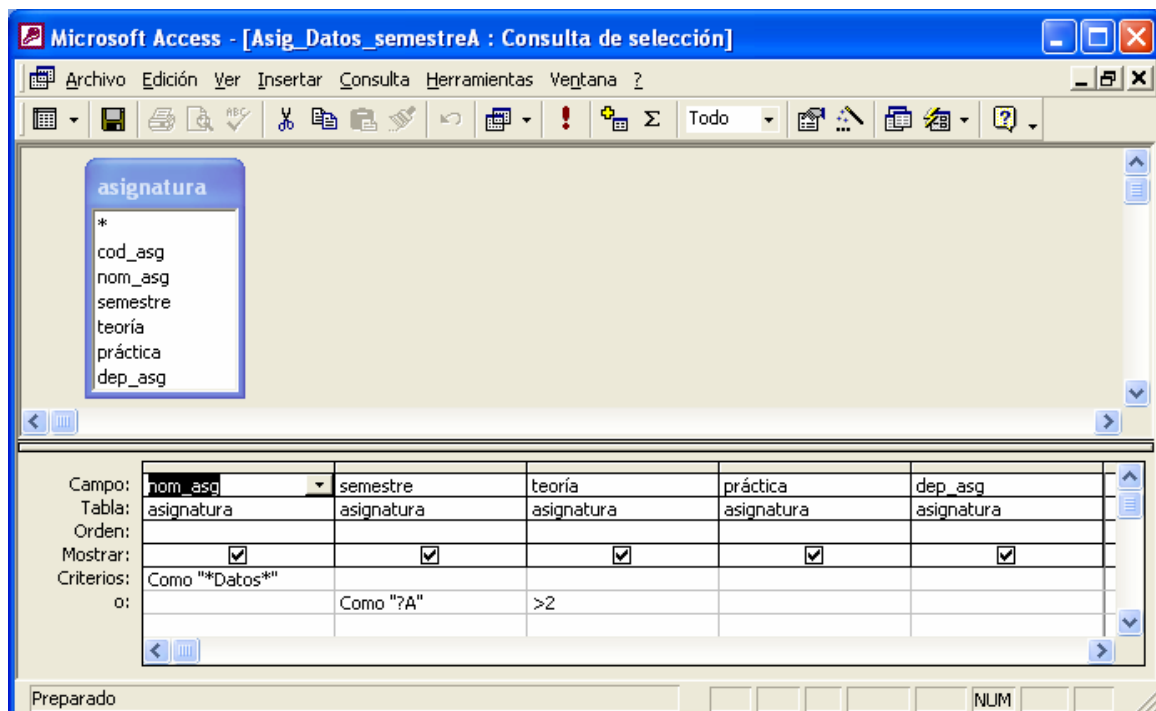 Microsoft Access - [Asig_Datos_semestreA : Consulta de selección]
Archivo Edición Ver Insertar Consulta Herramientas Ventana ?
ABC Σ Todo
asignatura
*
cod_asg
nom_asg
semestre
teoría
práctica
dep_asg
Campo: nom_asg semestre teoría práctica dep_asg
Tabla: asignatura asignatura asignatura asignatura asignatura
Orden:
Mostrar:
Criterios: Como "*Datos*"
o: Como "?A" >2
Preparado NUM